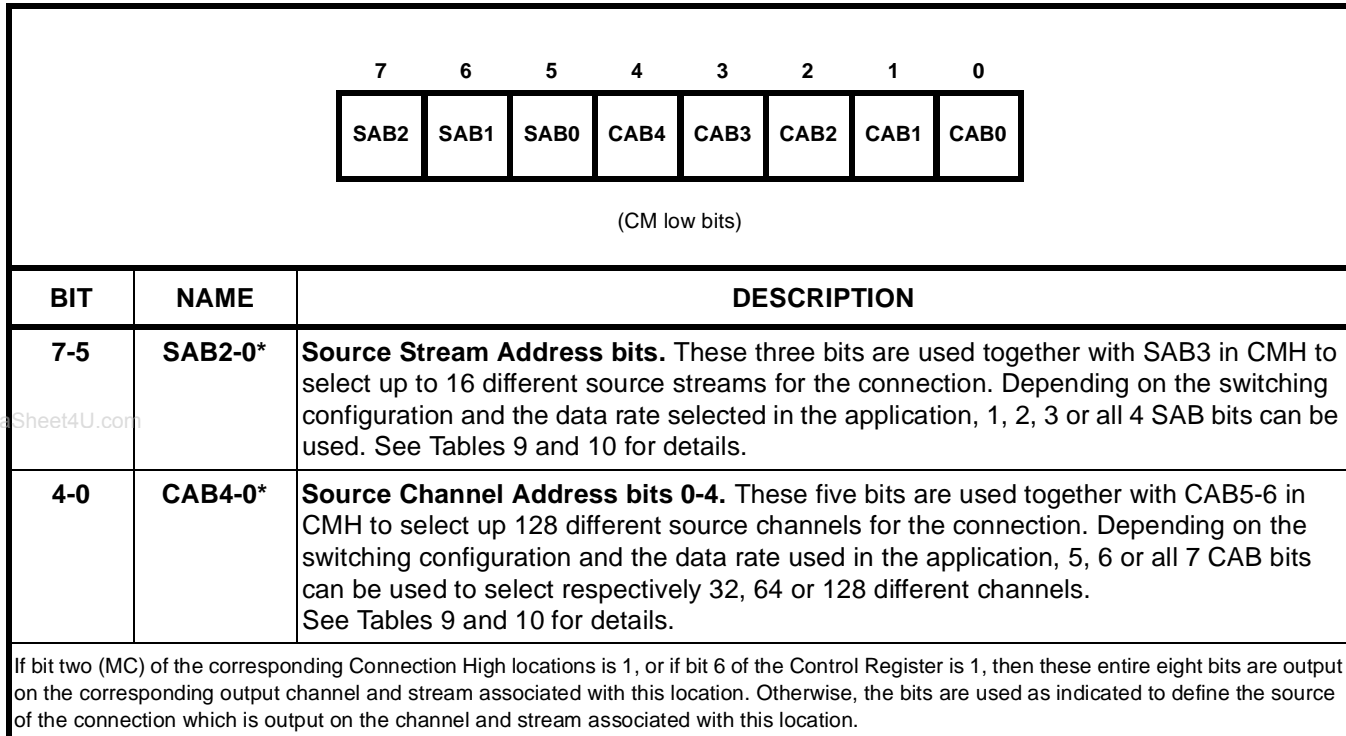 7 6 5 4 3 2 1 0
SAB2 SAB1 SAB0 CAB4 CAB3 CAB2 CAB1 CAB0
(CM low bits)
BIT NAME DESCRIPTION
7-5 SAB2-0* Source Stream Address bits. These three bits are used together with SAB3 in CMH to
select up to 16 different source streams for the connection. Depending on the switching
configuration and the data rate selected in the application, 1, 2, 3 or all 4 SAB bits can be
used. See Tables 9 and 10 for details.
aSheet4U.com
4-0 CAB4-0* Source Channel Address bits 0-4. These five bits are used together with CAB5-6 in
CMH to select up 128 different source channels for the connection. Depending on the
switching configuration and the data rate used in the application, 5, 6 or all 7 CAB bits
can be used to select respectively 32, 64 or 128 different channels.
See Tables 9 and 10 for details.
If bit two (MC) of the corresponding Connection High locations is 1, or if bit 6 of the Control Register is 1, then these entire eight bits are output
on the corresponding output channel and stream associated with this location. Otherwise, the bits are used as indicated to define the source
of the connection which is output on the channel and stream associated with this location.